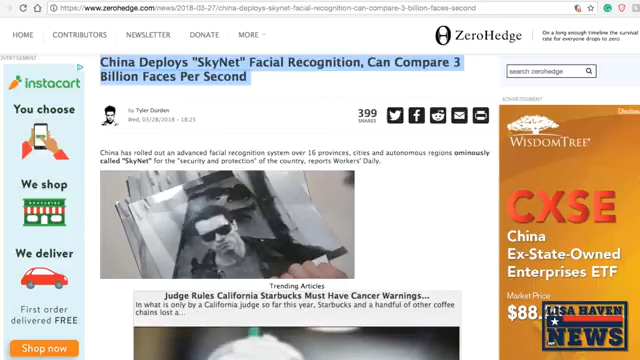 https://www.zerohedge.com/news/2018-03-27/china-deploys-skynet-facial-recognition-can-compare-3-billion-faces-second
HOME
CONTRIBUTORS
NEWSLETTER
DONATE
MORE
ZeroHedge
On a long enough timeline the survival
rate for everyone drops to zero.
China Deploys "SkyNet" Facial Recognition, Can Compare 3
Billion Faces Per Second
search zerohedge
by Tyler Durden
Wed, 03/28/2018 - 18:25
399
SHARES
China has rolled out an advanced facial recognition system over 16 provinces, cities and autonomous regions ominously
called "SkyNet" for the "security and protection" of the country, reports Workers' Daily.
Trending Articles
Judge Rules California Starbucks Must Have Cancer Warnings...
In what is only by a California judge so far this year, Starbucks and a handful of other coffee
chains lost a...
ADVERTISEMENT
instacart
You choose
We shop
We deliver
First order
delivered FREE
Shop now
ADVERTISEMENT
WISDOMTREE
CXSE
China
Ex-State-Owned
Enterprises ETF
Market Price
$88.
LISA HAVEN
NEWS